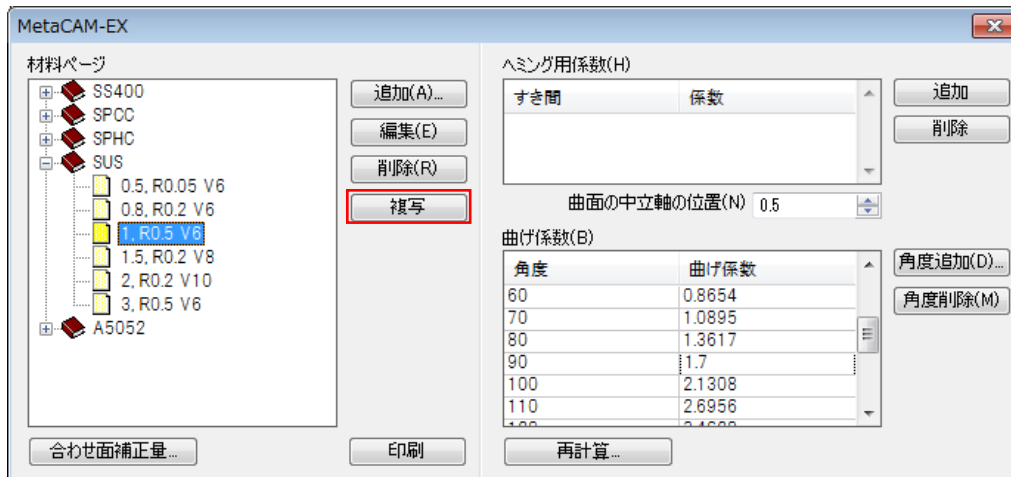 MetaCAM-EX
材料ページ
SS400
SPCC
SPHC
SUS
0.5, R0.05 V6
0.8, R0.2 V6
1, R0.5 V6
1.5, R0.2 V8
2, R0.2 V10
3, R0.5 V6
A5052
追加(A)...
編集(E)
削除(R)
複写
合わせ面補正量...
印刷
ヘミング用係数(H)
すき間 係数
追加
削除
曲面の中立軸の位置(N) 0.5
曲げ係数(B)
角度 曲げ係数
60 0.8654
70 1.0895
80 1.3617
90 1.7
100 2.1308
110 2.6956
角度追加(D)...
角度削除(M)
再計算...